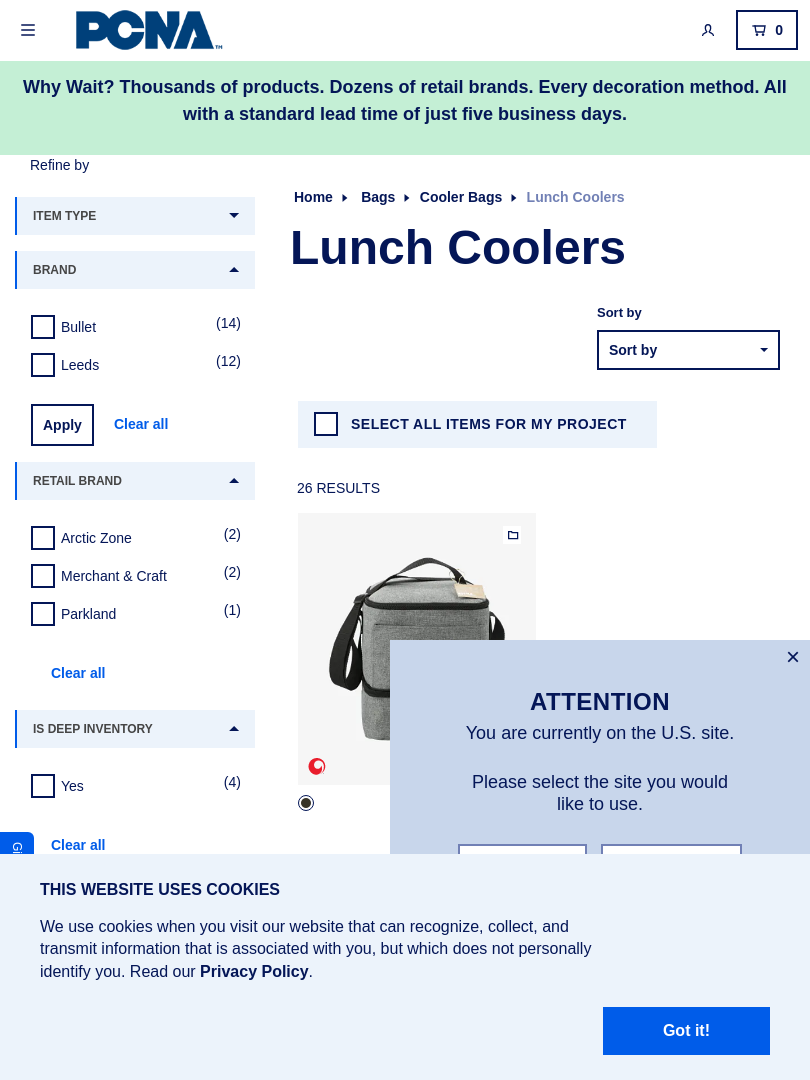 PCNA TM
0
Why Wait? Thousands of products. Dozens of retail brands. Every decoration method. All
with a standard lead time of just five business days.
Refine by
ITEM TYPE
BRAND
Bullet (14)
Leeds (12)
Apply Clear all
RETAIL BRAND
Arctic Zone (2)
Merchant & Craft (2)
Parkland (1)
Clear all
IS DEEP INVENTORY
Yes (4)
Clear all
Home Bags Cooler Bags Lunch Coolers
Lunch Coolers
Sort by
Sort by
SELECT ALL ITEMS FOR MY PROJECT
26 RESULTS
ATTENTION
You are currently on the U.S. site.
Please select the site you would
like to use.
THIS WEBSITE USES COOKIES
We use cookies when you visit our website that can recognize, collect, and
transmit information that is associated with you, but which does not personally
identify you. Read our Privacy Policy.
Got it!